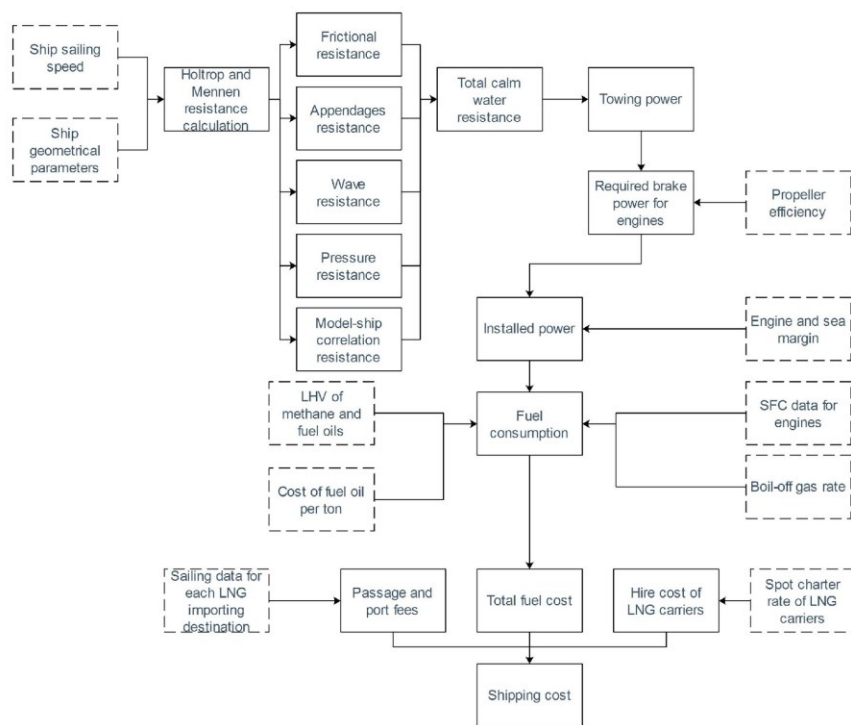 Ship sailing
speed
Ship
geometrical
parameters
Holtrop and
Mennen
resistance
calculation
Frictional
resistance
Appendages
resistance
Wave
resistance
Pressure
resistance
Model-ship
correlation
resistance
Total calm
water
resistance
Towing power
Required brake
power for
engines
Propeller
efficiency
Installed power
Engine and sea
margin
LHV of
methane and
fuel oils
Cost of fuel oil
per ton
Fuel
consumption
SFC data for
engines
Boil-off gas rate
Sailing data for
each LNG
importing
destination
Passage and
port fees
Total fuel cost
Hire cost of
LNG carriers
Spot charter
rate of LNG
carriers
Shipping cost